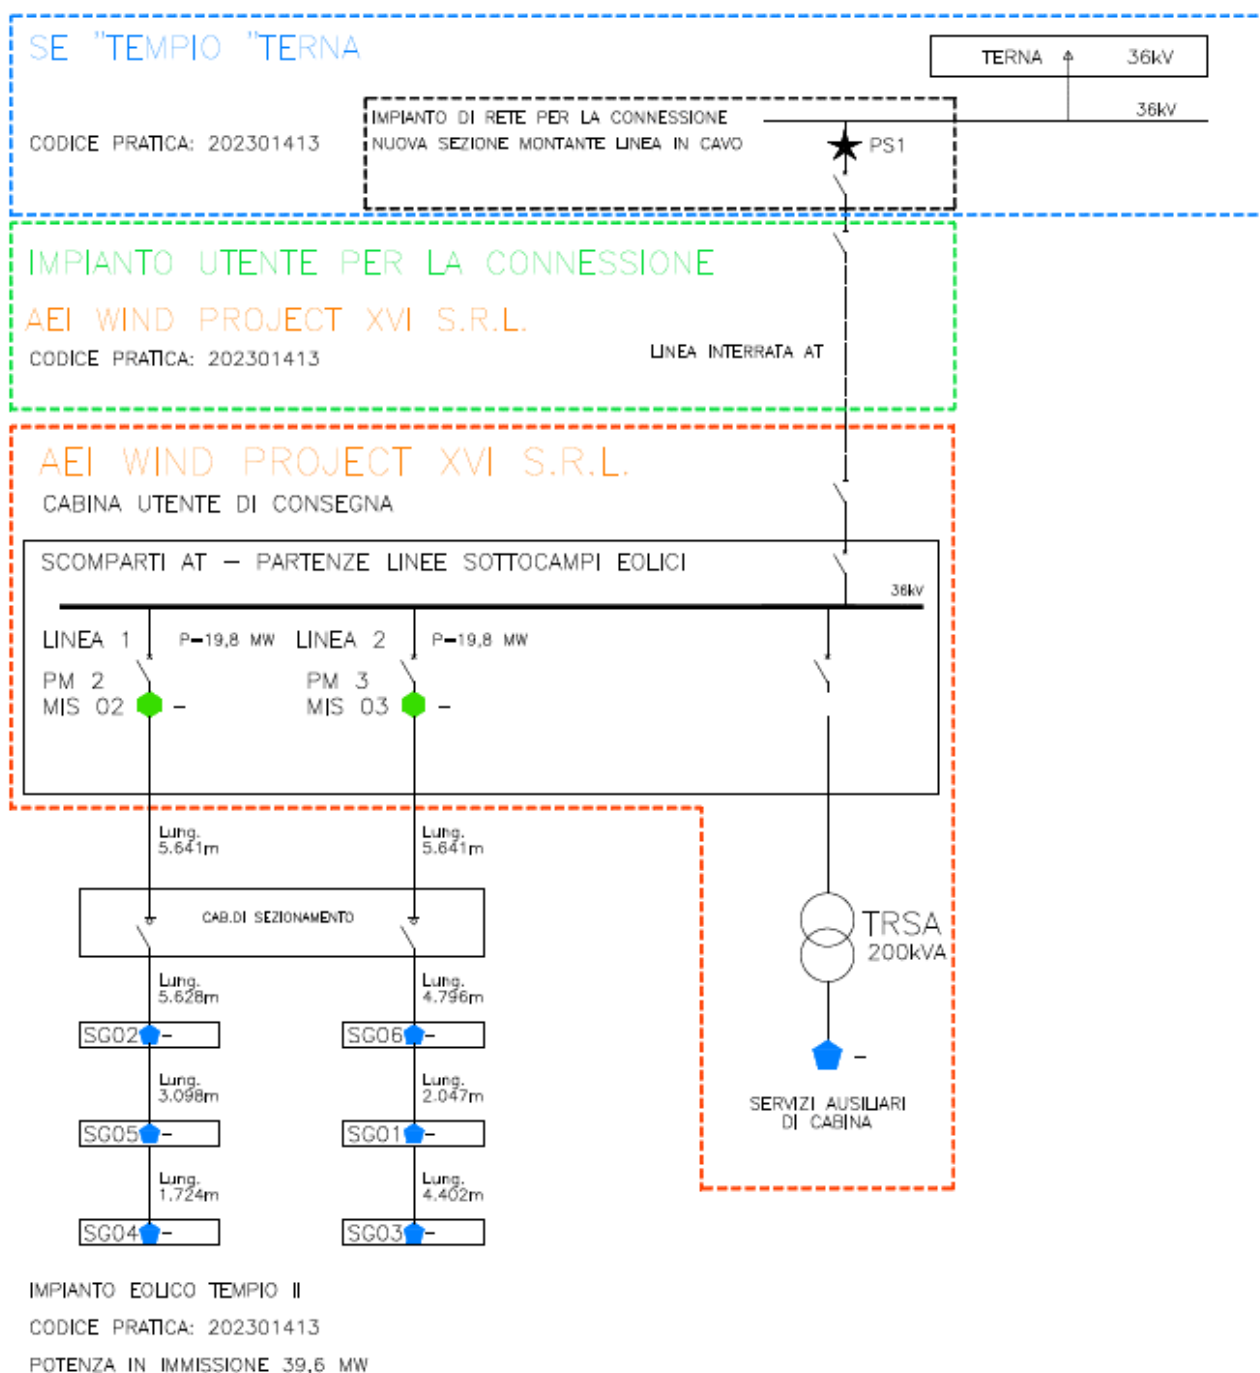 SE "TEMPIO "TERNA
TERNA 36kV
36kV
IMPIANTO DI RETE PER LA CONNESSIONE
NUOVA SEZIONE MONTANTE LINEA IN CAVO
CODICE PRATICA: 202301413
PS1
IMPIANTO UTENTE PER LA CONNESSIONE
AEI WIND PROJECT XVI S.R.L.
CODICE PRATICA: 202301413
LINEA INTERRATA AT
AEI WIND PROJECT XVI S.R.L.
CABINA UTENTE DI CONSEGNA
SCOMPARTI AT – PARTENZE LINEE SOTTOCAMPI EOLICI
36kV
LINEA 1 P=19,8 MW LINEA 2 P=19,8 MW
PM 2 PM 3
MIS 02 – MIS 03 –
Lung. Lung.
5.641m 5.641m
CAB.DI SEZIONAMENTO
TRSA
200kVA
Lung. Lung.
5.628m 4.796m
SG02 – SG06 –
–
Lung. Lung.
3.098m 2.047m
SERVIZI AUSILIARI
DI CABINA
SG05 – SG01 –
Lung. Lung.
1.724m 4.402m
SG04 – SG03 –
IMPIANTO EOLICO TEMPIO II
CODICE PRATICA: 202301413
POTENZA IN IMMISSIONE 39,6 MW